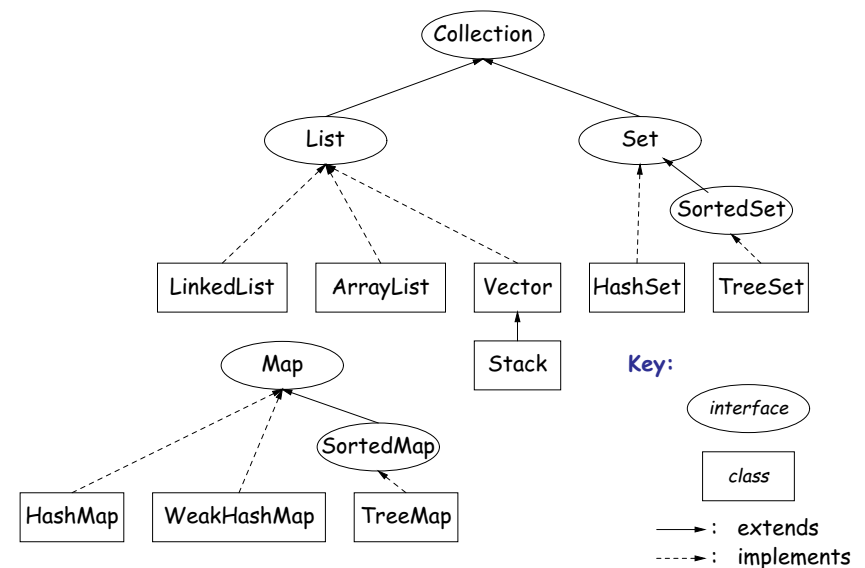 Collection
List
Set
SortedSet
LinkedList
ArrayList
Vector
HashSet
TreeSet
Stack
Key:
Map
interface
SortedMap
class
HashMap
WeakHashMap
TreeMap
: extends
: implements